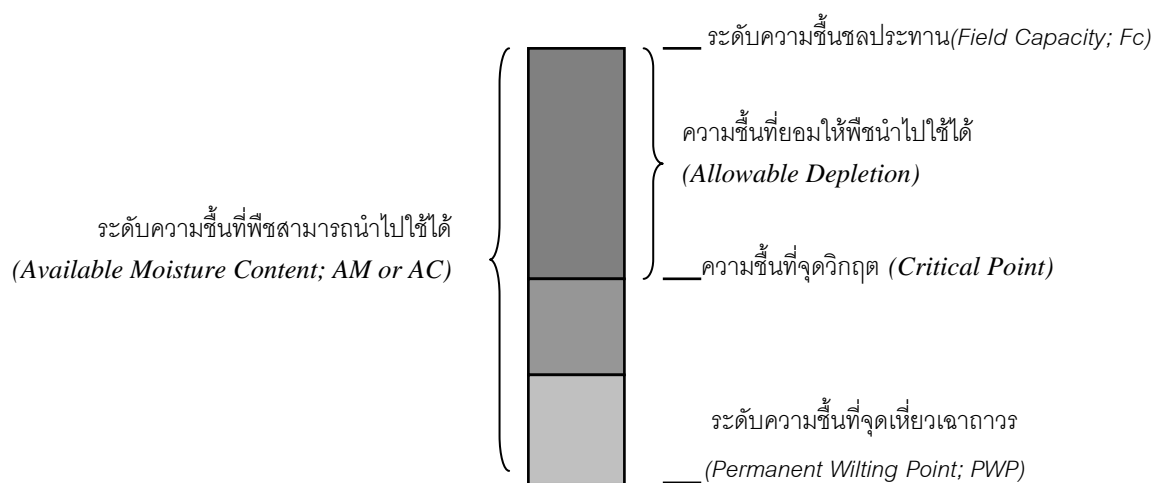 ระดับความชื้นชลประทาน(Field Capacity; Fc)
ความชื้นที่ยอมให้พืชนำไปใช้ได้
(Allowable Depletion)
ระดับความชื้นที่พืชสามารถนำไปใช้ได้
(Available Moisture Content; AM or AC)
ความชื้นที่จุดวิกฤต (Critical Point)
ระดับความชื้นที่จุดเหี่ยวเฉาถาวร
(Permanent Wilting Point; PWP)